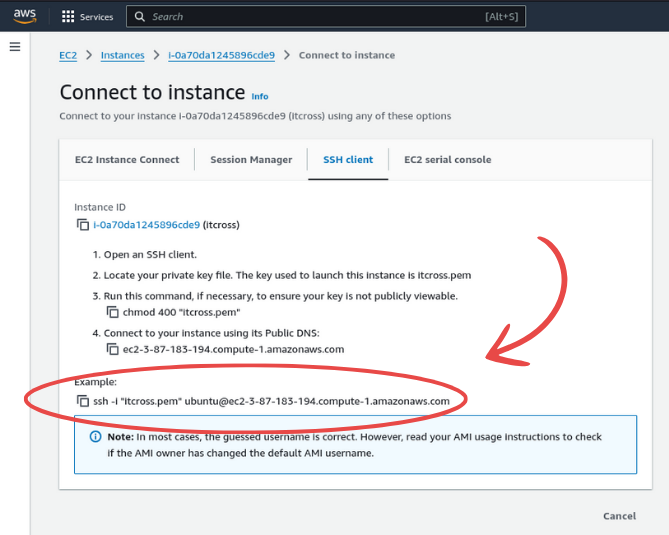 aws
Services
Search
[Alt+S]
EC2 > Instances > i-0a70da1245896cde9 > Connect to instance
Connect to instance Info
Connect to your instance i-0a70da1245896cde9 (itcross) using any of these options
EC2 Instance Connect
Session Manager
SSH client
EC2 serial console
Instance ID
i-0a70da1245896cde9 (itcross)
1. Open an SSH client.
2. Locate your private key file. The key used to launch this instance is itcross.pem
3. Run this command, if necessary, to ensure your key is not publicly viewable.
chmod 400 "itcross.pem"
4. Connect to your instance using its Public DNS:
ec2-3-87-183-194.compute-1.amazonaws.com
Example:
ssh -i "itcross.pem" ubuntu@ec2-3-87-183-194.compute-1.amazonaws.com
Note: In most cases, the guessed username is correct. However, read your AMI usage instructions to check
if the AMI owner has changed the default AMI username.
Cancel